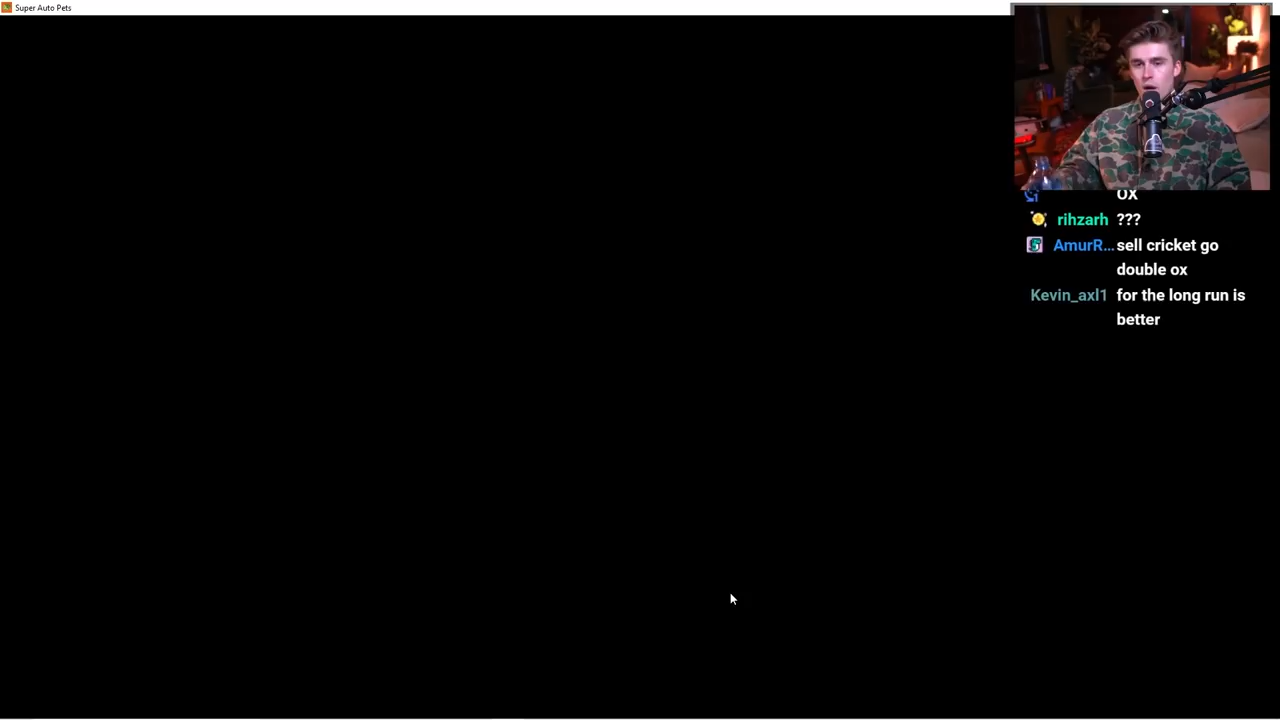 Super Auto Pets
OX
rihzarh ???
AmurR... sell cricket go
double ox
Kevin_axl1 for the long run is
better